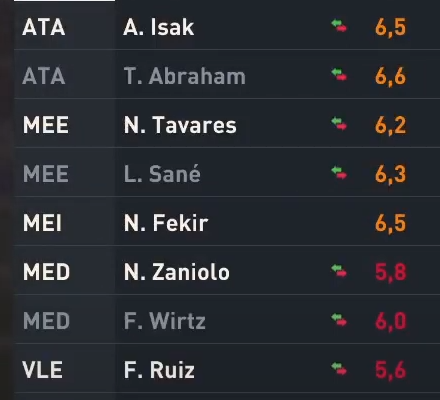 ATA A. Isak 6,5
ATA T. Abraham 6,6
MEE N. Tavares 6,2
MEE L. Sané 6,3
MEI N. Fekir 6,5
MED N. Zaniolo 5,8
MED F. Wirtz 6,0
VLE F. Ruiz 5,6